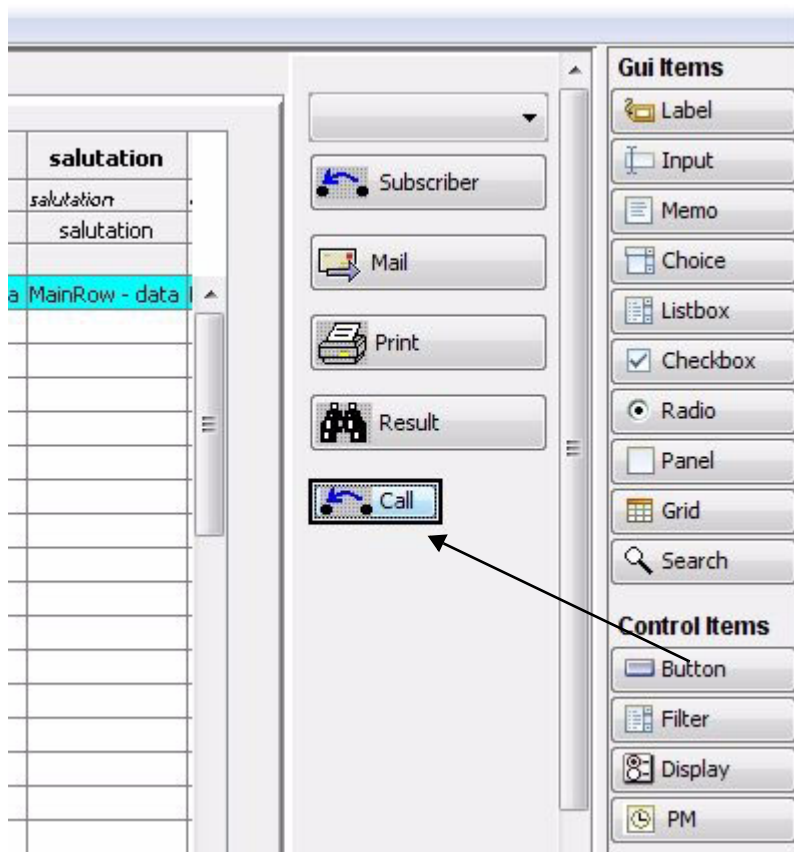 salutation
salutation
salutation
a MainRow - data
Subscriber
Mail
Print
Result
Call
Gui Items
Label
Input
Memo
Choice
Listbox
Checkbox
Radio
Panel
Grid
Search
Control Items
Button
Filter
Display
PM